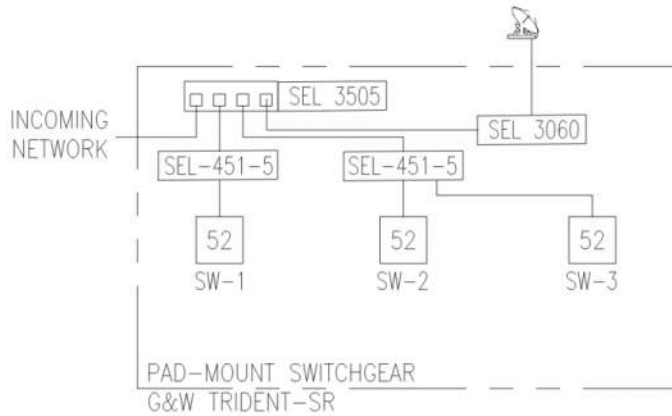 SEL 3505
INCOMING
NETWORK
SEL 3060
SEL-451-5
SEL-451-5
52
52
52
SW-1
SW-2
SW-3
PAD-MOUNT SWITCHGEAR
G&W TRIDENT-SR